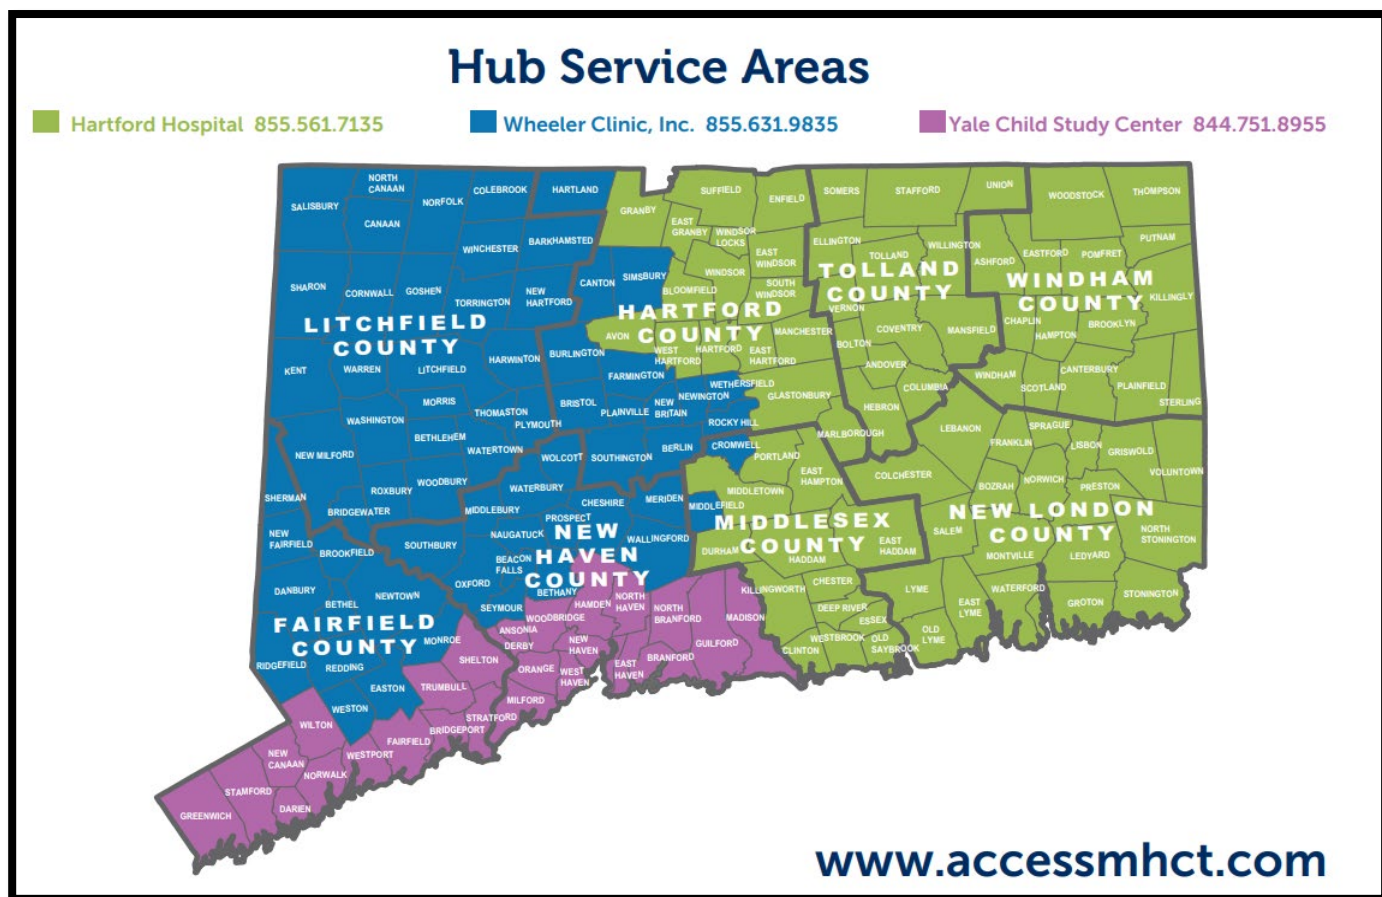 Hub Service Areas
Hartford Hospital 855.561.7135
Wheeler Clinic, Inc. 855.631.9835
Yale Child Study Center 844.751.8955
NORTH
CANAAN
COLEBROOK
HARTLAND
SALISBURY
NORFOLK
CANAAN
WINCHESTER
BARKHAMSTED
SHARON
CORNWALL
GOSHEN
TORRINGTON
NEW
HARTFORD
LITCHFIELD
COUNTY
KENT
WARREN
LITCHFIELD
HARWINTON
MORRIS
WASHINGTON
THOMASTON
PLYMOUTH
BETHLEHEM
WATERTOWN
NEW MILFORD
WOODBURY
ROXBURY
BRIDGEWATER
GRANBY
SUFFIELD
ENFIELD
EAST
GRANBY
WINDSOR
LOCKS
EAST
WINDSOR
CANTON
SIMSBURY
WINDSOR
BLOOMFIELD
SOUTH
WINDSOR
HARTFORD
COUNTY
AVON
MANCHESTER
WEST
HARTFORD
HARTFORD
EAST
HARTFORD
BURLINGTON
FARMINGTON
WETHERSFIELD
NEWINGTON
GLASTONBURY
BRISTOL
PLAINVILLE
NEW
BRITAIN
ROCKY HILL
MARLBOROUGH
SOUTHINGTON
BERLIN
SOMERS
STAFFORD
UNION
ELLINGTON
TOLLAND
WILLINGTON
TOLLAND
COUNTY
VERNON
COVENTRY
MANSFIELD
BOLTON
ANDOVER
COLUMBIA
HEBRON
WOODSTOCK
THOMPSON
PUTNAM
ASHFORD
EASTFORD
POMFRET
WINDHAM
COUNTY
KILLINGLY
CHAPLIN
HAMPTON
BROOKLYN
WINDHAM
SCOTLAND
CANTERBURY
PLAINFIELD
STERLING
CROMWELL
PORTLAND
EAST
HAMPTON
MIDDLETOWN
MIDDLEFIELD
MIDDLESEX
COUNTY
DURHAM
HADDAM
EAST
HADDAM
KILLINGWORTH
CHESTER
DEEP RIVER
ESSEX
WESTBROOK
OLD
SAYBROOK
CLINTON
LEBANON
FRANKLIN
SPRAGUE
LISBON
GRISWOLD
VOLUNTOWN
COLCHESTER
BOZRAH
NORWICH
PRESTON
NEW LONDON
COUNTY
SALEM
MONTVILLE
LEDYARD
NORTH
STONINGTON
LYME
EAST
LYME
WATERFORD
GROTON
STONINGTON
OLD
LYME
WOLCOTT
WATERBURY
CHESHIRE
MERIDEN
MIDDLEBURY
PROSPECT
NAUGATUCK
WALLINGFORD
NEW
HAVEN
COUNTY
SOUTHBURY
BEACON
FALLS
OXFORD
BETHANY
SEYMOUR
HAMDEN
NORTH
HAVEN
WOODBRIDGE
NORTH
BRANFORD
MADISON
ANSONIA
DERBY
NEW
HAVEN
GUILFORD
BRANFORD
EAST
HAVEN
ORANGE
WEST
HAVEN
MILFORD
SHERMAN
NEW
FAIRFIELD
BROOKFIELD
DANBURY
BETHEL
NEWTOWN
FAIRFIELD
COUNTY
MONROE
RIDGEFIELD
REDDING
SHELTON
EASTON
TRUMBULL
WESTON
WILTON
STRATFORD
BRIDGEPORT
FAIRFIELD
WESTPORT
NEW
CANAAN
NORWALK
STAMFORD
DARIEN
GREENWICH
www.accessmhct.com